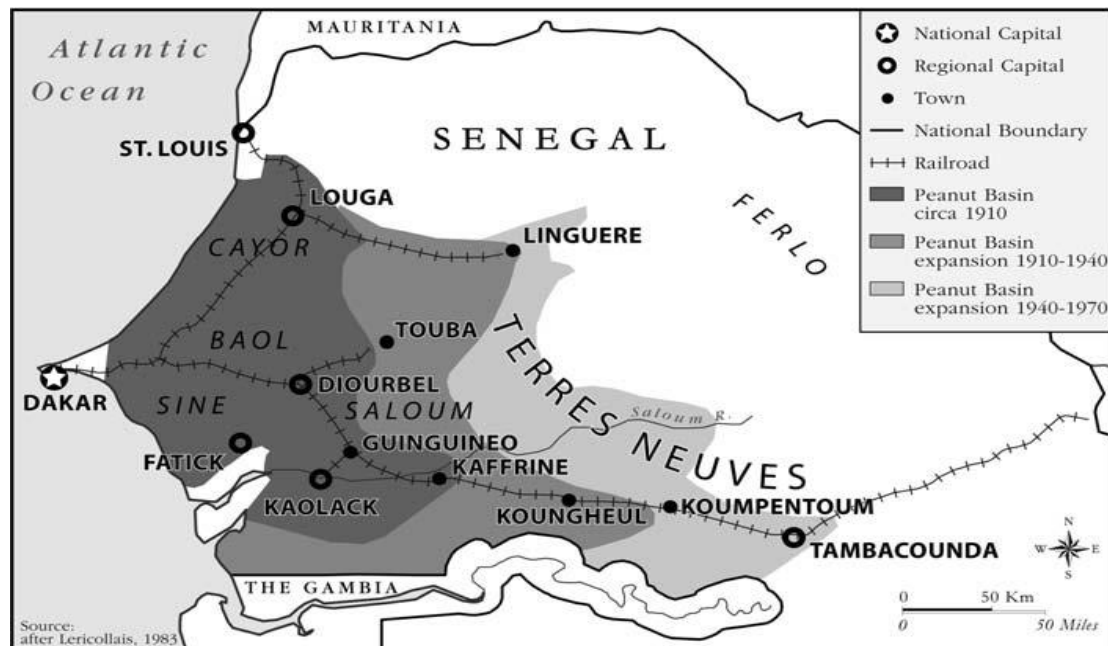 MAURITANIA
Atlantic
Ocean
ST. LOUIS
SENEGAL
LOUGA
FERLO
CAYOR
LINGUERE
TOUBA
BAOL
TERRES NEUVES
DIOURBEL
DAKAR
SINE
SALOUM
Saloum R.
GUINGUINEO
FATICK
KAFFRINE
KAOLACK
KOUNGHEUL
KOUMPENTOUM
TAMBACOUNDA
THE GAMBIA
Source:
after Lericollais, 1983
National Capital
Regional Capital
Town
National Boundary
Railroad
Peanut Basin
circa 1910
Peanut Basin
expansion 1910-1940
Peanut Basin
expansion 1940-1970
N
W E
S
0 50 Km
0 50 Miles